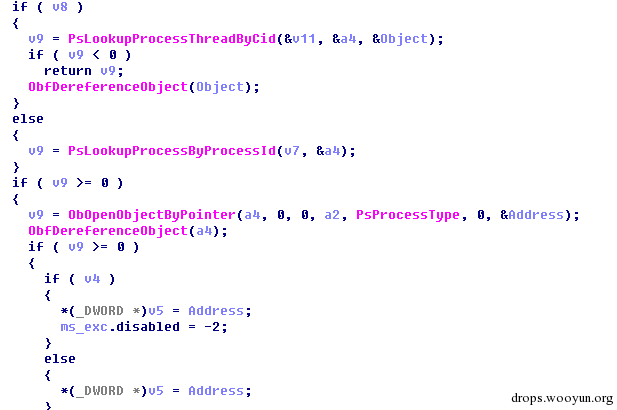 if ( v8 )
{
v9 = PsLookupProcessThreadByCid(&v11, &a4, &Object);
if ( v9 < 0 )
return v9;
ObfDereferenceObject(Object);
}
else
{
v9 = PsLookupProcessByProcessId(v7, &a4);
}
if ( v9 >= 0 )
{
v9 = ObOpenObjectByPointer(a4, 0, 0, a2, PsProcessType, 0, &Address);
ObfDereferenceObject(a4);
if ( v9 >= 0 )
{
if ( v4 )
{
*(_DWORD *)v5 = Address;
ms_exc.disabled = -2;
}
else
{
*(_DWORD *)v5 = Address;
}
drops.wooyun.org